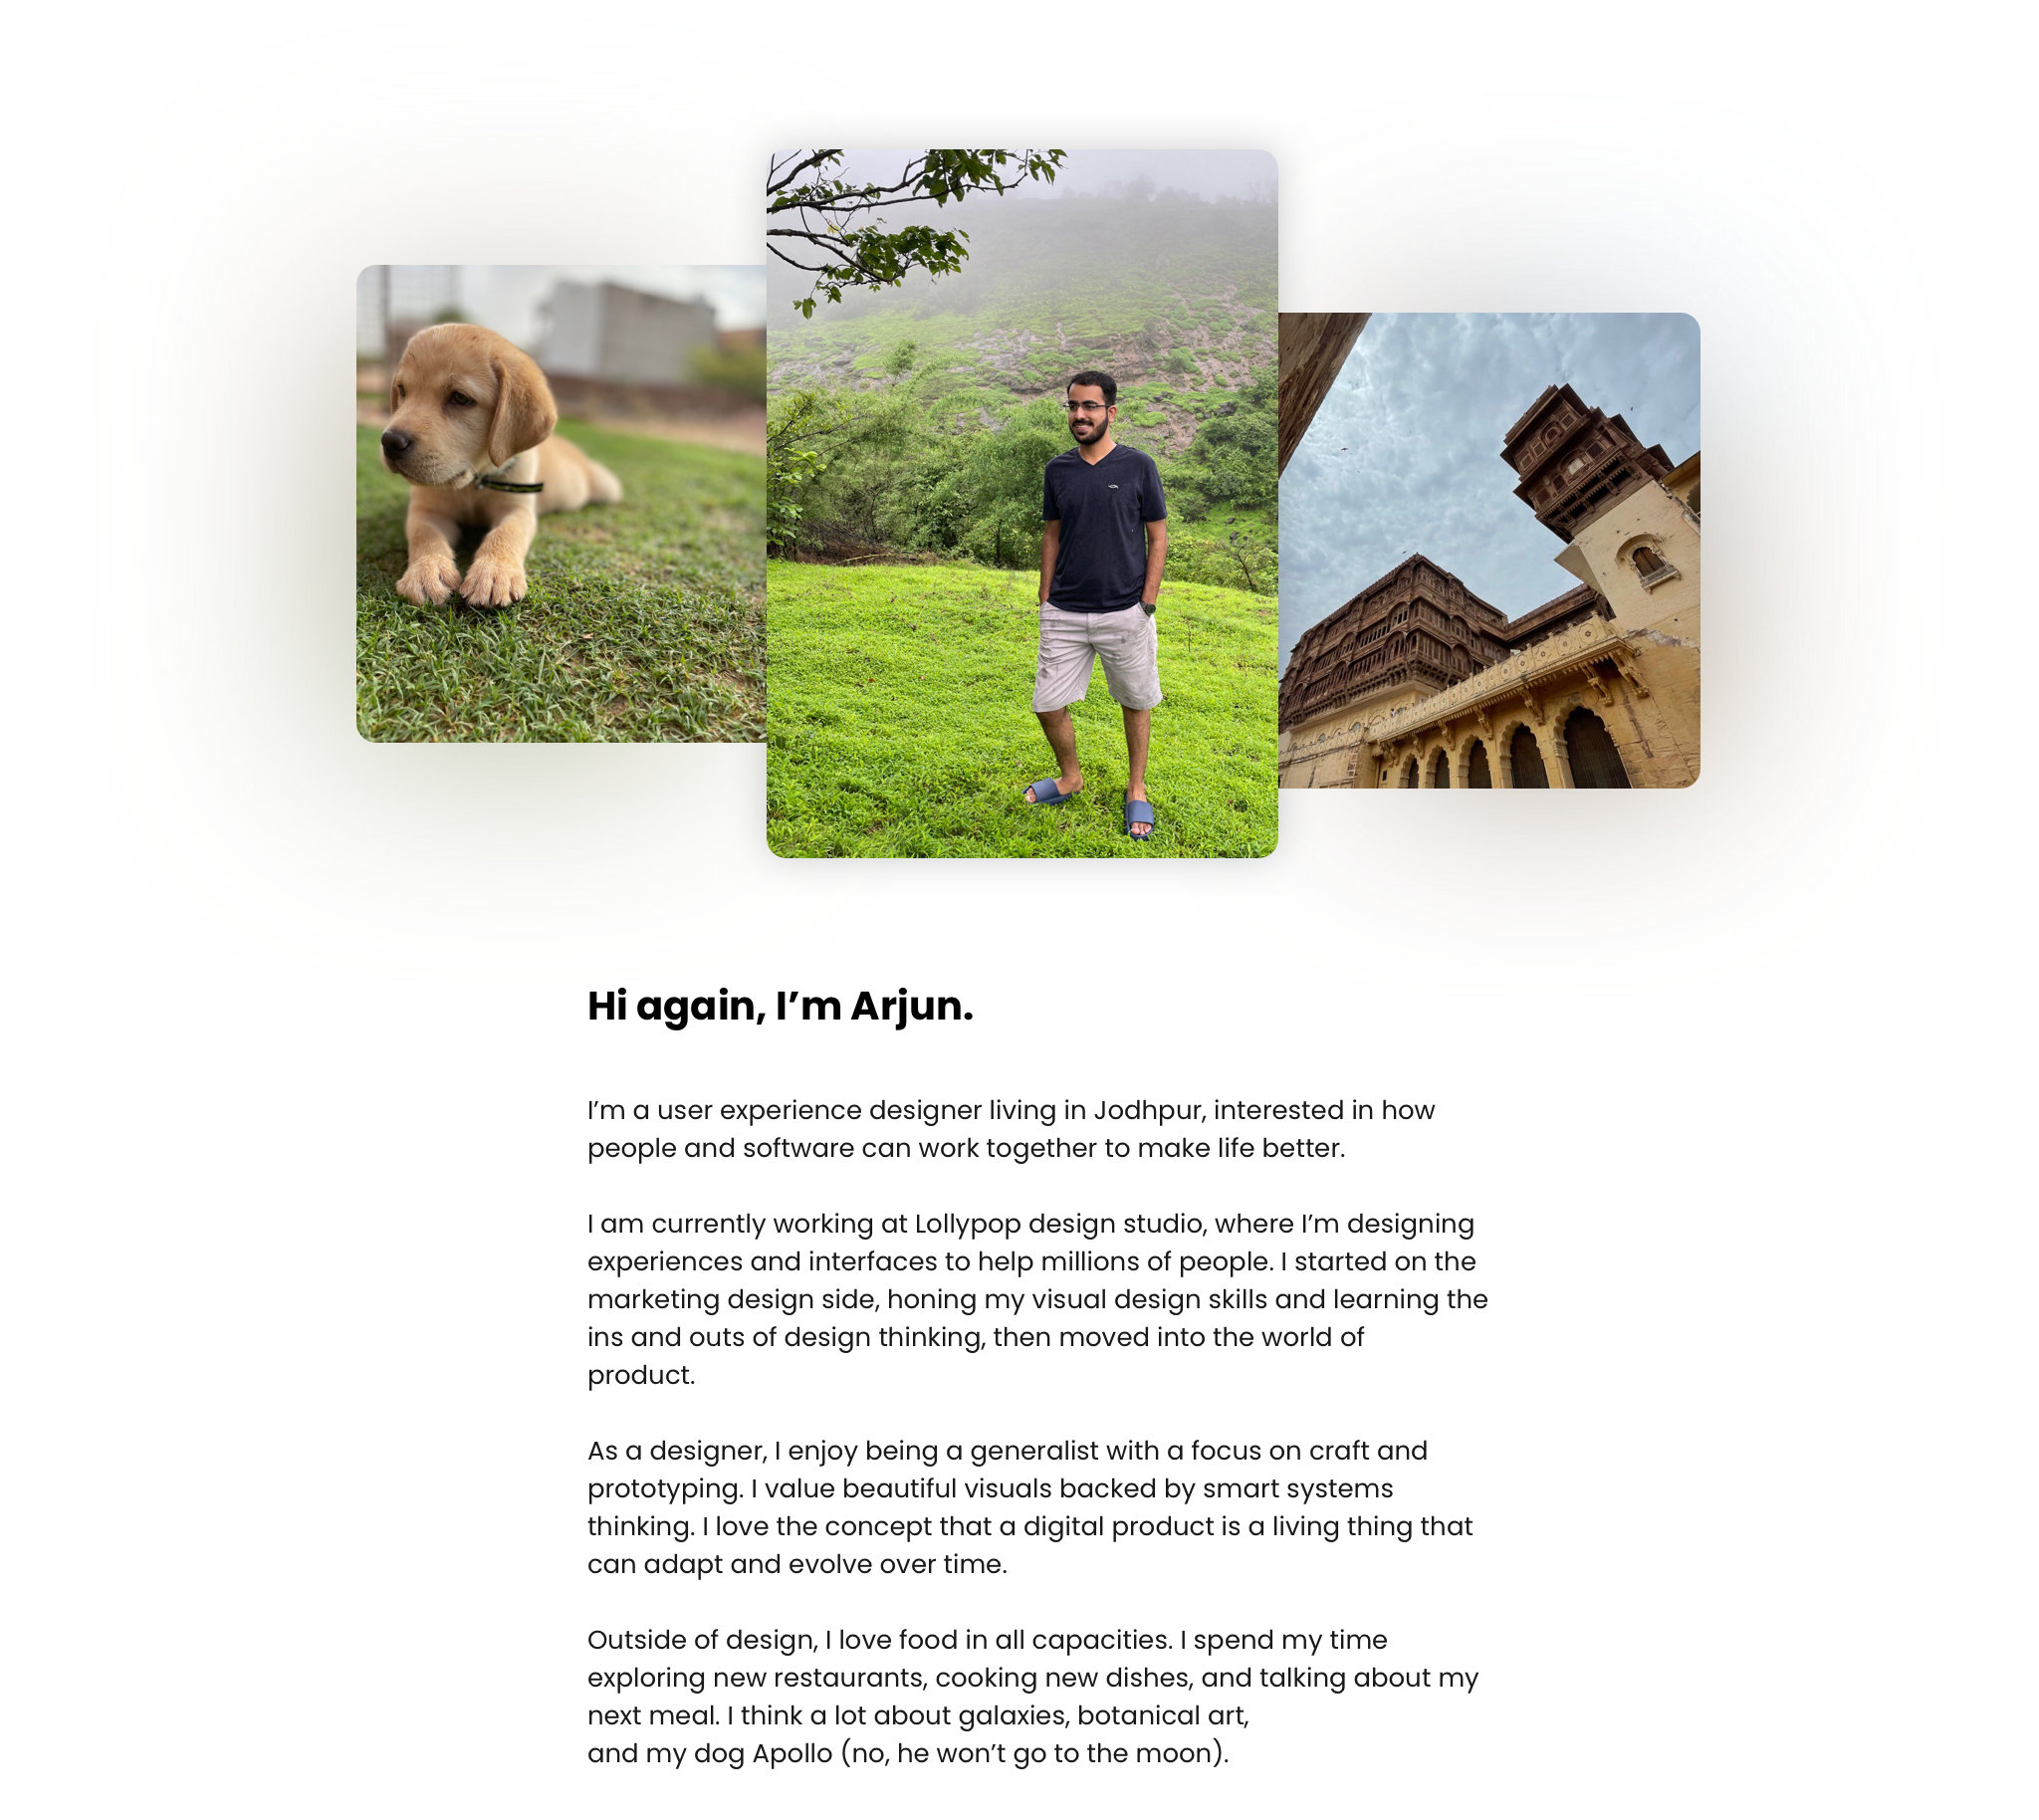 Hi again, I’m Arjun.
I’m a user experience designer living in Jodhpur, interested in how
people and software can work together to make life better.
I am currently working at Lollypop design studio, where I’m designing
experiences and interfaces to help millions of people. I started on the
marketing design side, honing my visual design skills and learning the
ins and outs of design thinking, then moved into the world of
product.
As a designer, I enjoy being a generalist with a focus on craft and
prototyping. I value beautiful visuals backed by smart systems
thinking. I love the concept that a digital product is a living thing that
can adapt and evolve over time.
Outside of design, I love food in all capacities. I spend my time
exploring new restaurants, cooking new dishes, and talking about my
next meal. I think a lot about galaxies, botanical art,
and my dog Apollo (no, he won’t go to the moon).